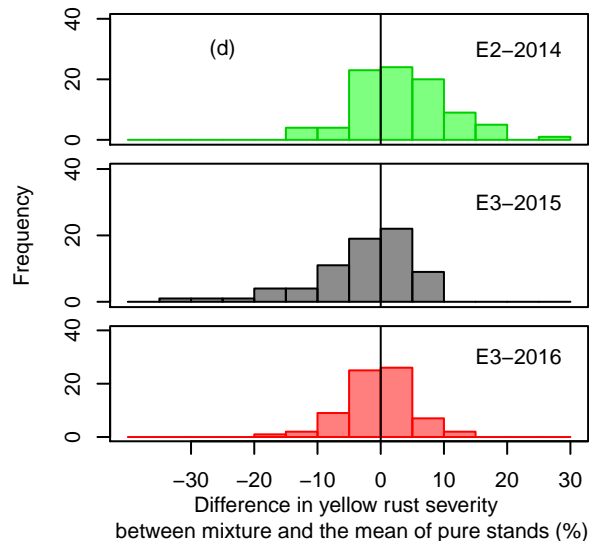 (d)
E2−2014
40
20
0
E3−2015
40
20
0
Frequency
E3−2016
40
20
0
−30 −20 −10 0 10 20 30
Difference in yellow rust severity
between mixture and the mean of pure stands (%)